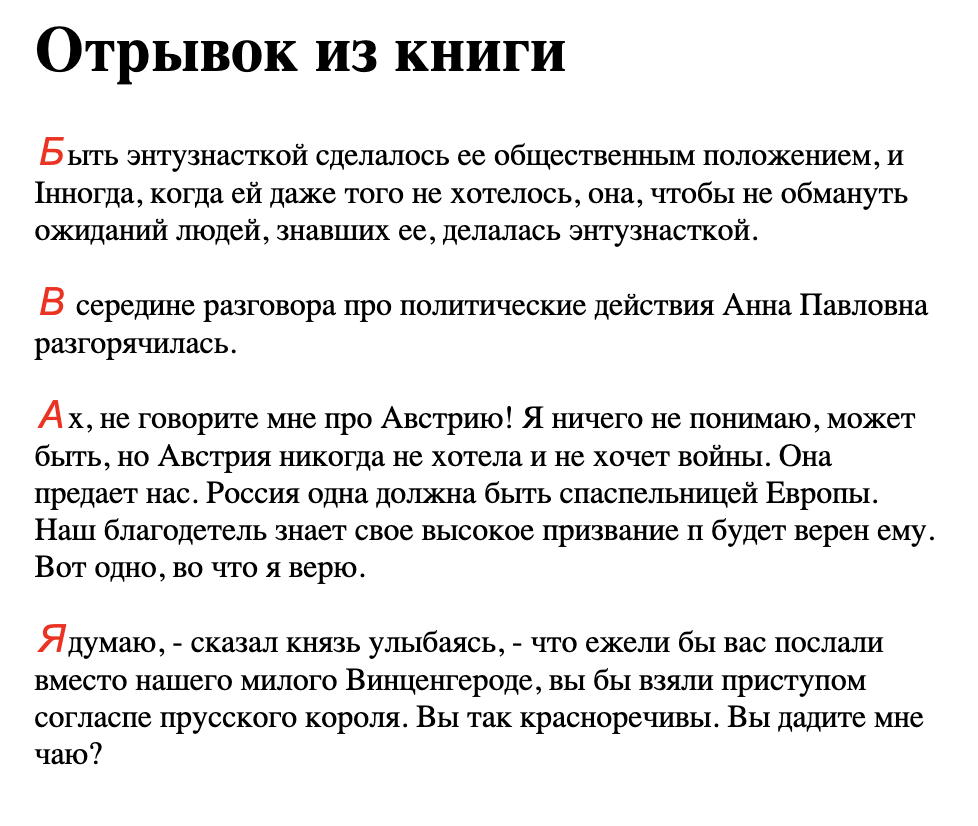 Отрывок из книги
Быть энтузнасткой сделалось ее общественным положением, и
Інногда, когда ей даже того не хотелось, она, чтобы не обмануть
ожиданий людей, знавших ее, делалась энтузнасткой.
В середине разговора про политические действия Анна Павловна
разгорячилась.
Ах, не говорите мне про Австрию! Я ничего не понимаю, может
быть, но Австрия никогда не хотела и не хочет войны. Она
предает нас. Россия одна должна быть спаспельницей Европы.
Наш благодетель знает свое высокое призвание п будет верен ему.
Вот одно, во что я верю.
Я думаю, - сказал князь улыбаясь, - что ежели бы вас послали
вместо нашего милого Винценгероде, вы бы взяли приступом
согласпе прусского короля. Вы так красноречивы. Вы дадите мне
чаю?